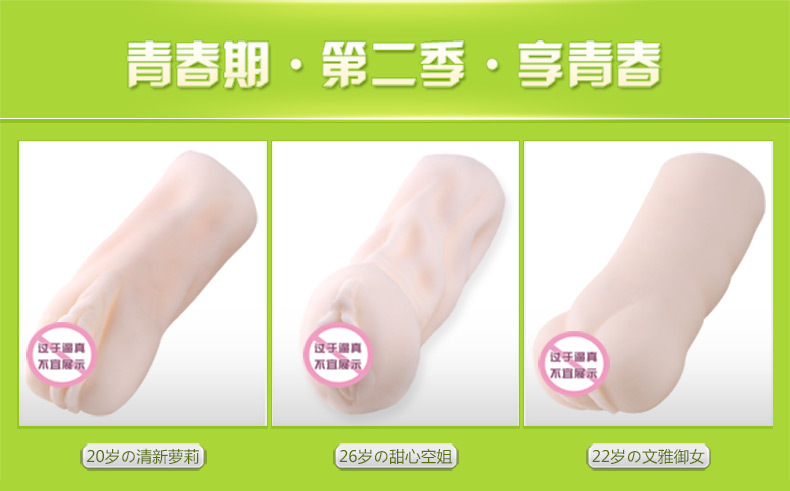 青春期·第二季·享青春
过于逼真
不宜展示
过于逼真
不宜展示
过于逼真
不宜展示
20岁の清新萝莉
26岁の甜心空姐
22岁の文雅御女